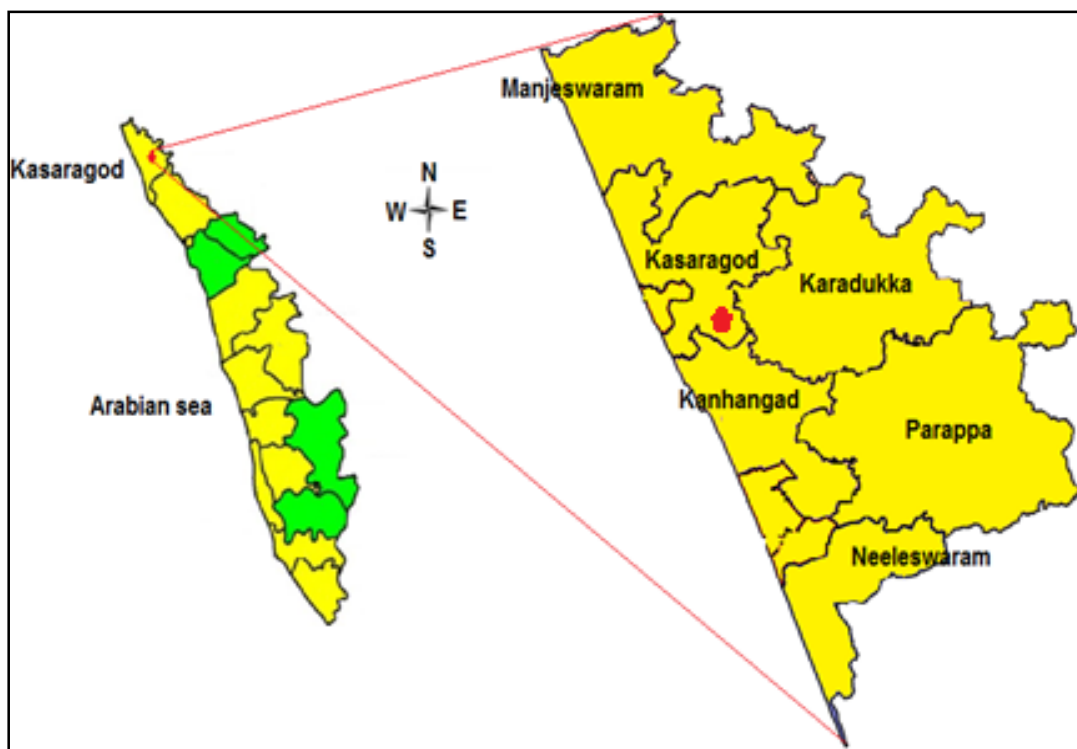 Manjeswaram
Kasaragod
N
W
E
S
Kasaragod
Karadukka
Arabian sea
Kanhangad
Parappa
Neeleswaram